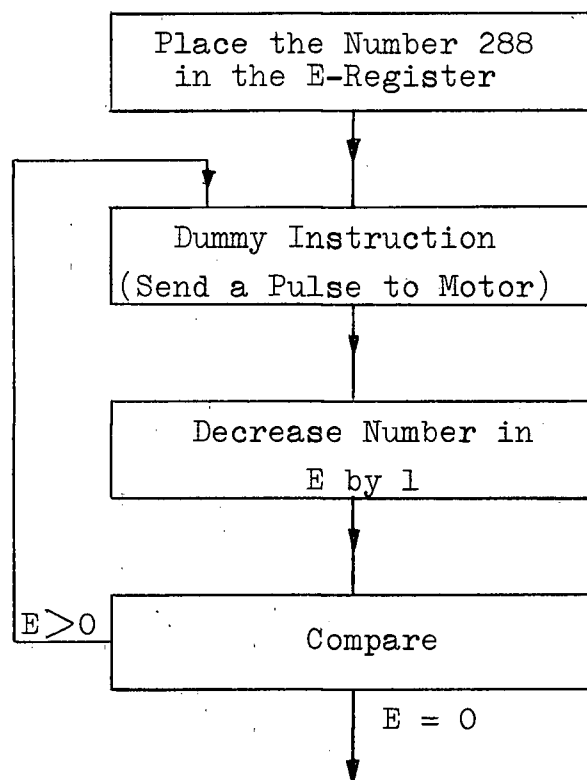 Place the Number 288
in the E-Register
Dummy Instruction
(Send a Pulse to Motor)
Decrease Number in
E by 1
E>0
Compare
E = 0